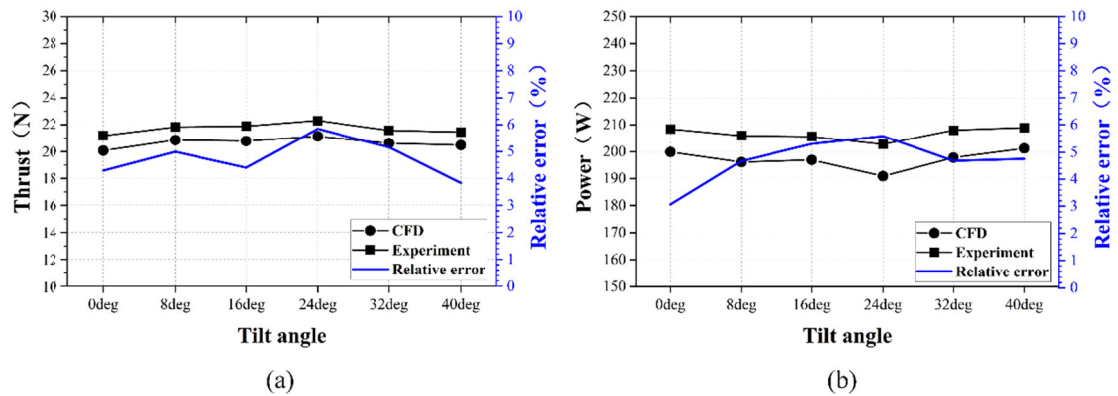 30
28
26
24
22
20
18
16
14
12
10
Thrust（N）
10
9
8
7
6
5
4
3
2
1
0
Relative error（%）
CFD
Experiment
Relative error
0deg 8deg 16deg 24deg 32deg 40deg
Tilt angle
(a)
250
240
230
220
210
200
190
180
170
160
150
Power（W）
10
9
8
7
6
5
4
3
2
1
0
Relative error（%）
CFD
Experiment
Relative error
0deg 8deg 16deg 24deg 32deg 40deg
Tilt angle
(b)